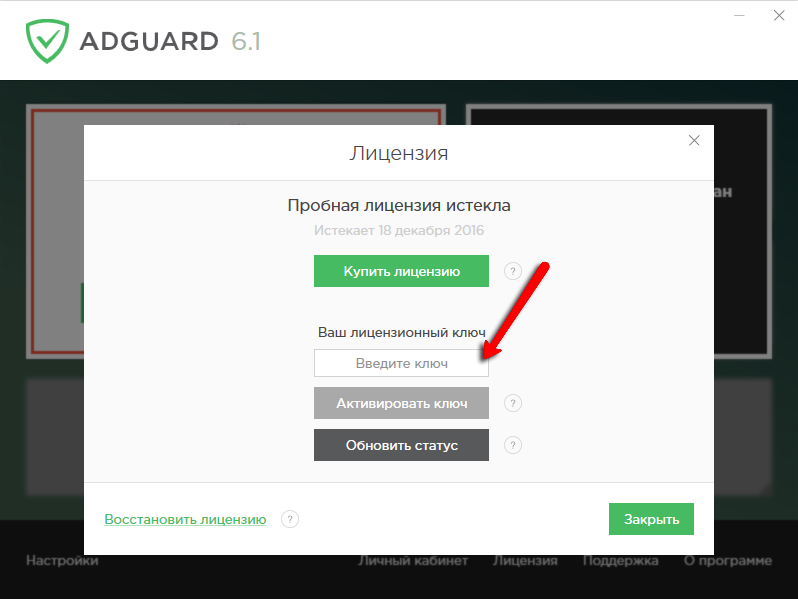 ADGUARD 6.1
Лицензия
Пробная лицензия истекла
Истекает 18 декабря 2016
Купить лицензию ?
Ваш лицензионный ключ
Введите ключ
Активировать ключ ?
Обновить статус ?
Восстановить лицензию ?
Закрыть
Настройки Личный кабинет Лицензия Поддержка О программе